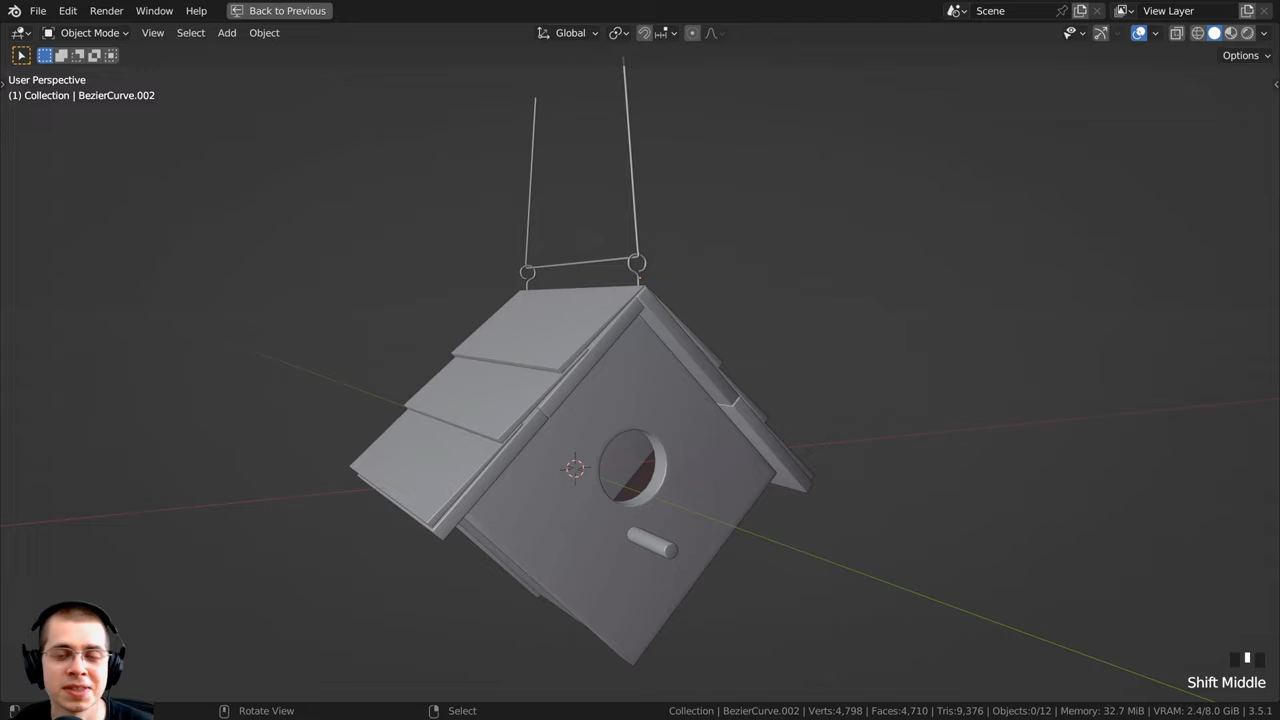 File Edit Render Window Help Back to Previous Scene View Layer
Object Mode View Select Add Object Global
Options
User Perspective
(1) Collection | BezierCurve.002
Shift Middle
Rotate View Select Collection | BezierCurve.002 | Verts:4,798 | Faces:4,710 | Tris:9,376 | Objects:0/12 | Memory: 32.7 MiB | VRAM: 2.4/8.0 GiB | 3.5.1